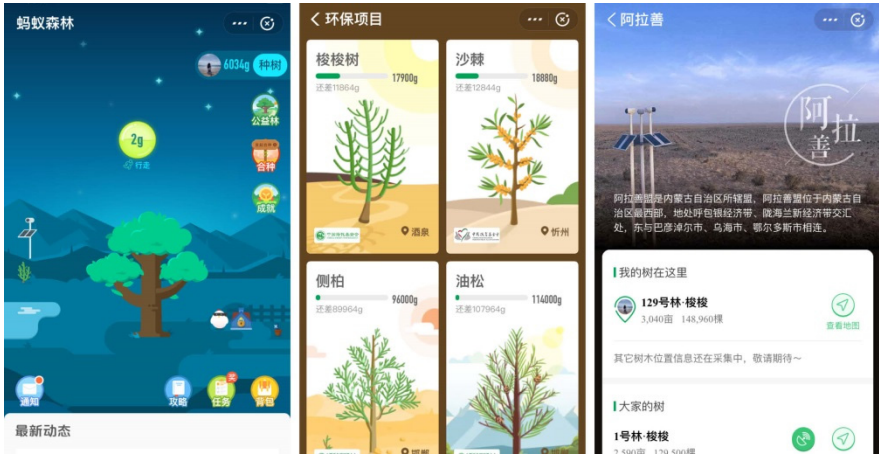 蚂蚁森林
6034g 种树
公益林
2g
行走
合种
成就
通知
攻略
任务
背包
最新动态
环保项目
梭梭树
17900g
还差11864g
酒泉
沙棘
18880g
还差12844g
忻州
侧柏
96000g
还差89964g
油松
114000g
还差107964g
阿拉善
阿拉善
阿拉善盟是内蒙古自治区所辖盟，阿拉善盟位于内蒙古自
治区最西部，地处呼包银经济带、陇海兰新经济带交汇
处，东与巴彦淖尔市、乌海市、鄂尔多斯市相连。
我的树在这里
129号林·梭梭
3,040亩 148,960棵
查看地图
其它树木位置信息还在采集中，敬请期待～
大家的树
1号林·梭梭
2,590亩 129,500棵